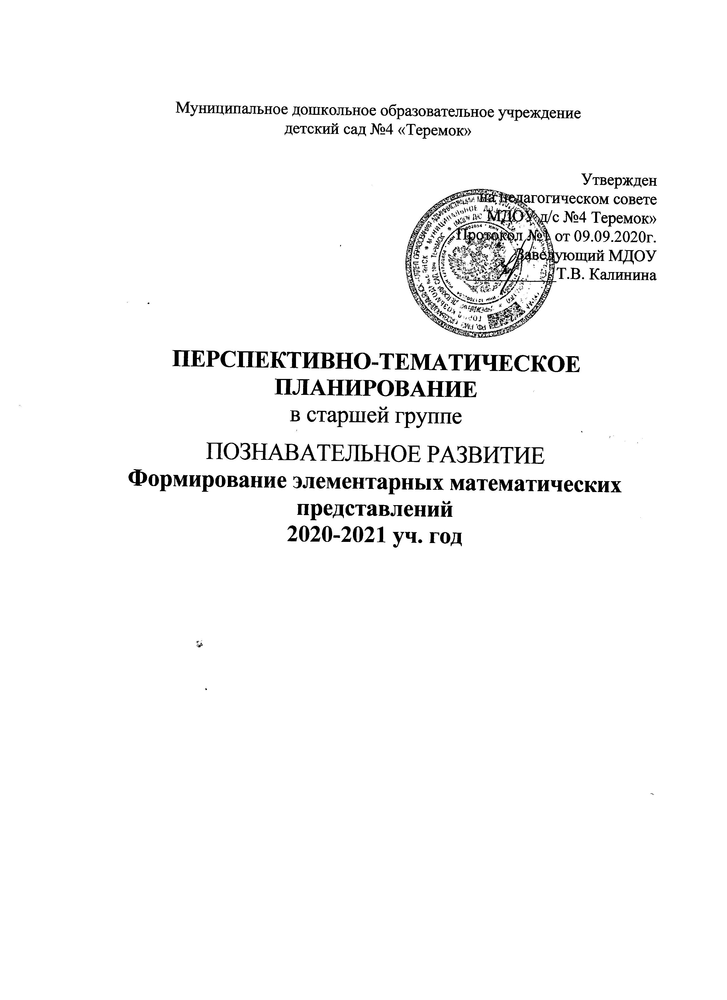 Муниципальное дошкольное образовательное учреждение
детский сад №4 «Теремок»
Утвержден
на педагогическом совете
МДОУ д/с №4 Теремок»
Протокол №1 от 09.09.2020г.
Заведующий МДОУ
Т.В. Калинина
ПЕРСПЕКТИВНО-ТЕМАТИЧЕСКОЕ
ПЛАНИРОВАНИЕ
в старшей группе
ПОЗНАВАТЕЛЬНОЕ РАЗВИТИЕ
Формирование элементарных математических
представлений
2020-2021 уч. год